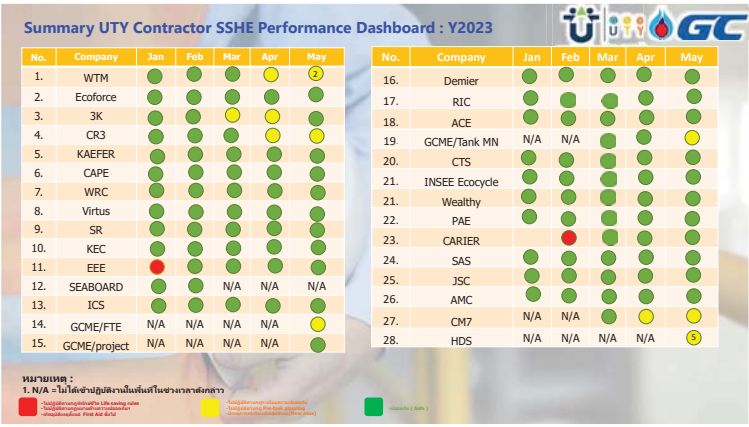 Summary UTY Contractor SSHE Performance Dashboard : Y2023
UTY
GC
No. Company Jan Feb Mar Apr May
1. WTM 2
2. Ecoforce
3. 3K
4. CR3
5. KAEFER
6. CAPE
7. WRC
8. Virtus
9. SR
10. KEC
11. EEE
12. SEABOARD N/A N/A N/A
13. ICS
14. GCME/FTE N/A N/A N/A N/A
15. GCME/project N/A N/A N/A N/A
No. Company Jan Feb Mar Apr May
16. Demier
17. RIC
18. ACE
19. GCME/Tank MN N/A N/A
20. CTS
21. INSEE Ecocycle
21. Wealthy
22. PAE
23. CARIER
24. SAS
25. JSC
26. AMC
27. CM7 N/A N/A
28. HDS N/A N/A N/A N/A 5
หมายเหตุ :
1. N/A =ไม่ได้เข้าปฏิบัติงานในพื้นที่ในช่วงเวลาดังกล่าว